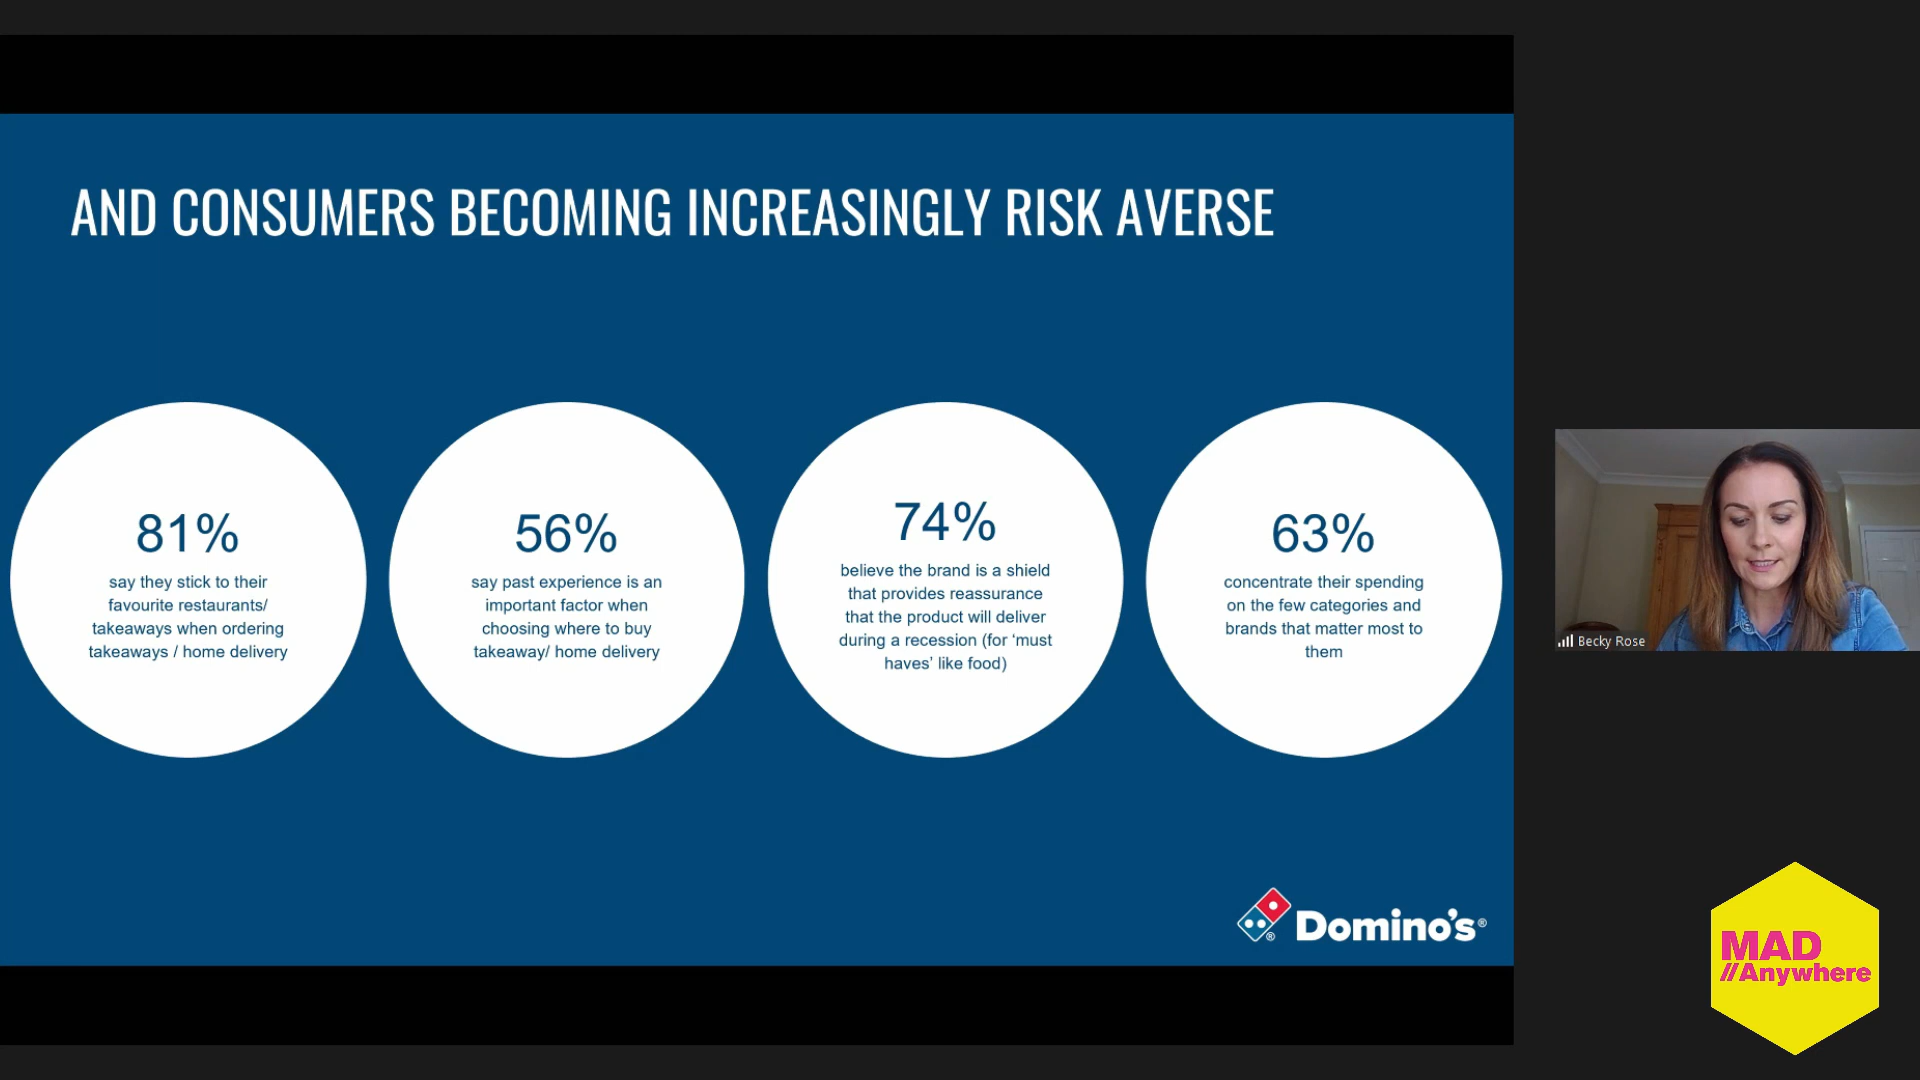 AND CONSUMERS BECOMING INCREASINGLY RISK AVERSE
81%
say they stick to their
favourite restaurants/
takeaways when ordering
takeaways / home delivery
56%
say past experience is an
important factor when
choosing where to buy
takeaway/ home delivery
74%
believe the brand is a shield
that provides reassurance
that the product will deliver
during a recession (for ‘must
haves’ like food)
63%
concentrate their spending
on the few categories and
brands that matter most to
them
Domino's®
Becky Rose
MAD
//Anywhere